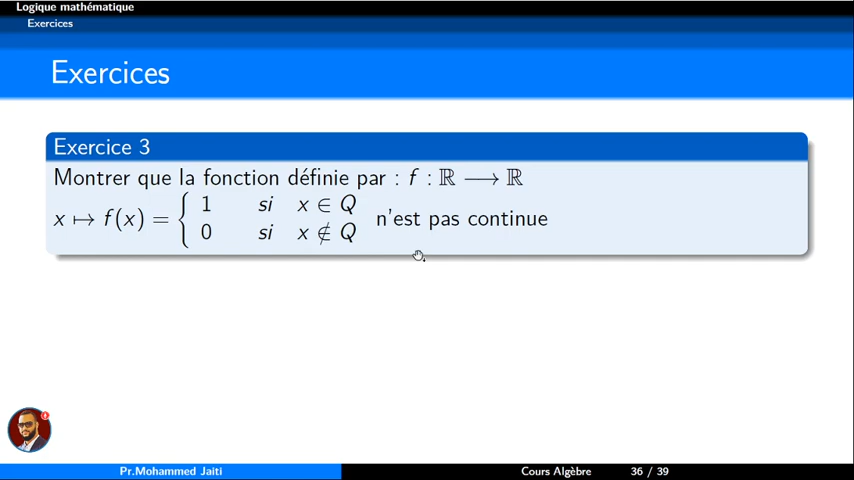 Logique mathématique
Exercices
Exercices
Exercice 3
Montrer que la fonction définie par : f : ℝ ⟶ ℝ
x ↦ f(x) = { 1 si x ∈ Q
0 si x ∉ Q n'est pas continue
Pr.Mohammed Jaiti Cours Algèbre 36 / 39